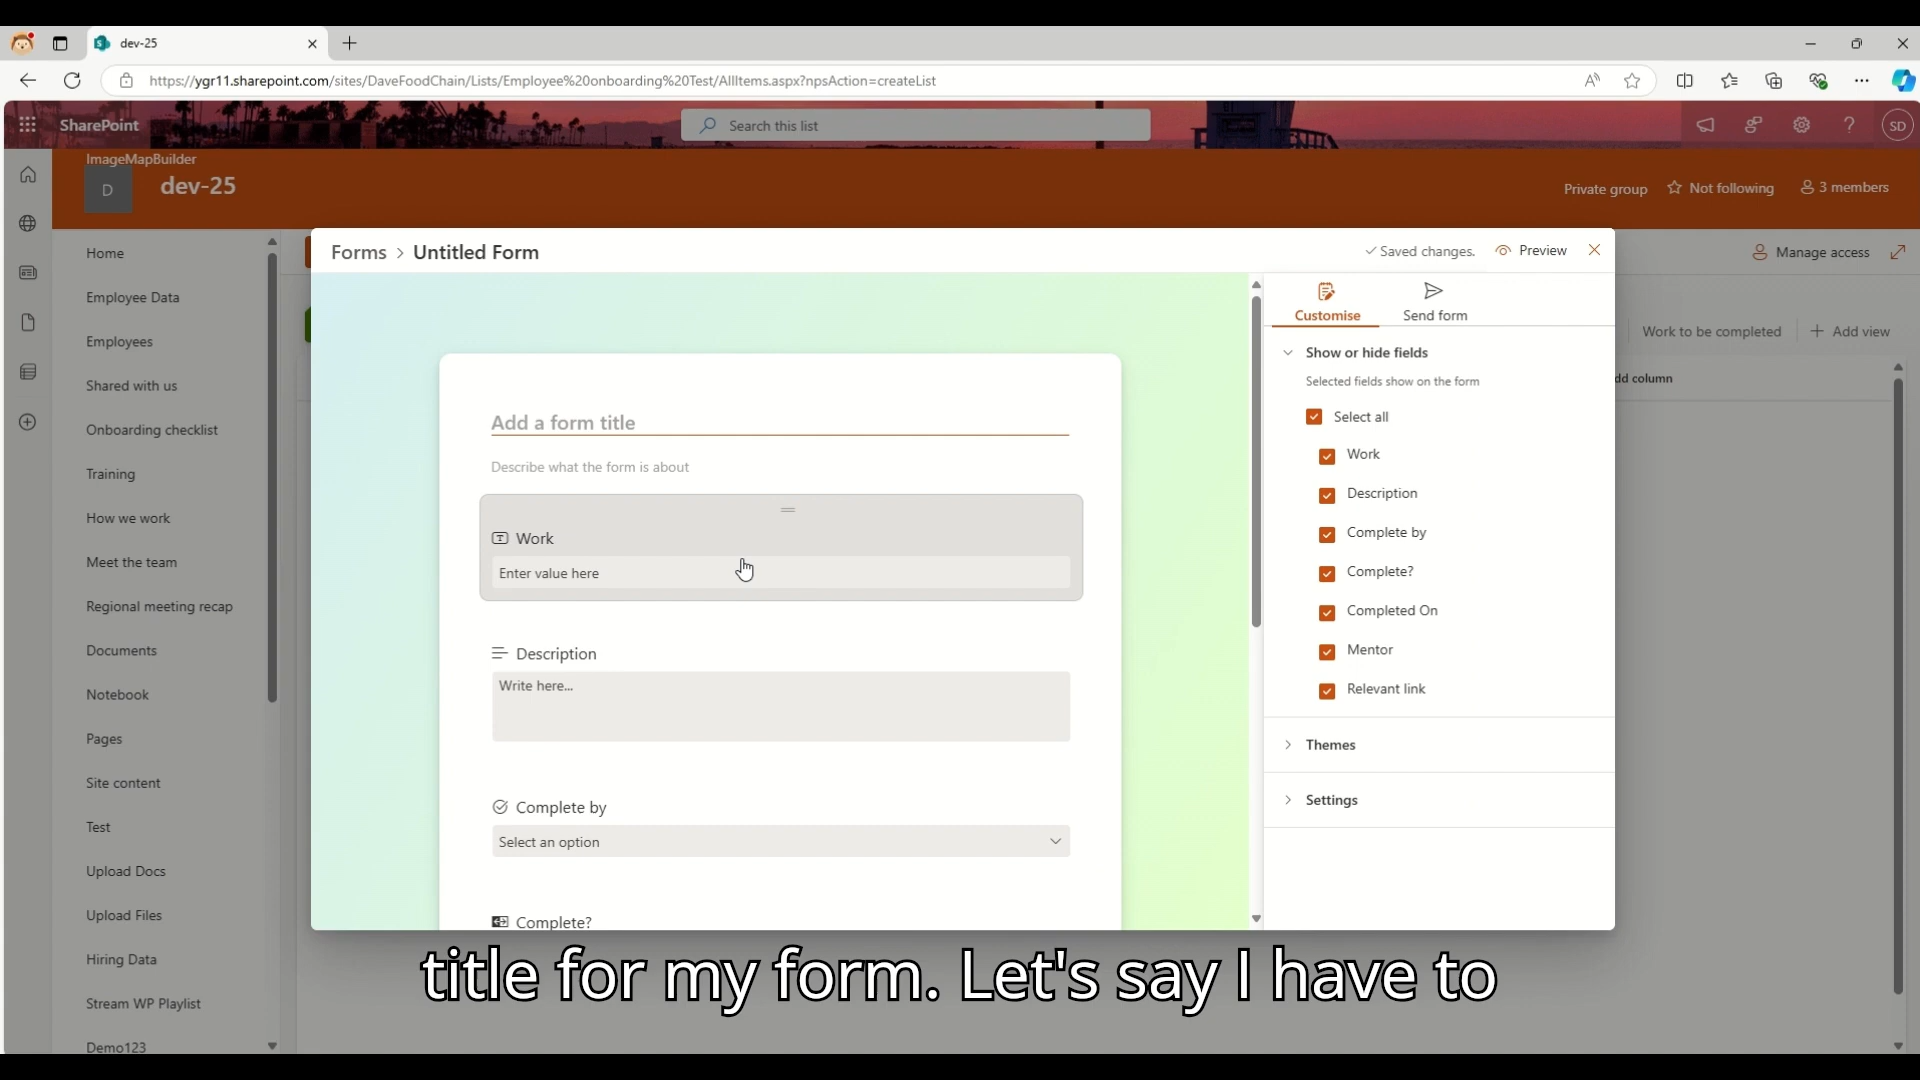 dev-25
https://ygr11.sharepoint.com/sites/DaveFoodChain/Lists/Employee%20onboarding%20Test/AllItems.aspx?npsAction=createList
SharePoint
Search this list
SD
ImageMapBuilder
D
dev-25
Private group
Not following
3 members
Home
Employee Data
Employees
Shared with us
Onboarding checklist
Training
How we work
Meet the team
Regional meeting recap
Documents
Notebook
Pages
Site content
Test
Upload Docs
Upload Files
Hiring Data
Stream WP Playlist
Demo123
Manage access
Work to be completed
Add view
dd column
Forms > Untitled Form
Saved changes.
Preview
Add a form title
Describe what the form is about
Work
Enter value here
Description
Write here...
Complete by
Select an option
Complete?
Customise
Send form
Show or hide fields
Selected fields show on the form
Select all
Work
Description
Complete by
Complete?
Completed On
Mentor
Relevant link
Themes
Settings
title for my form. Let's say I have to